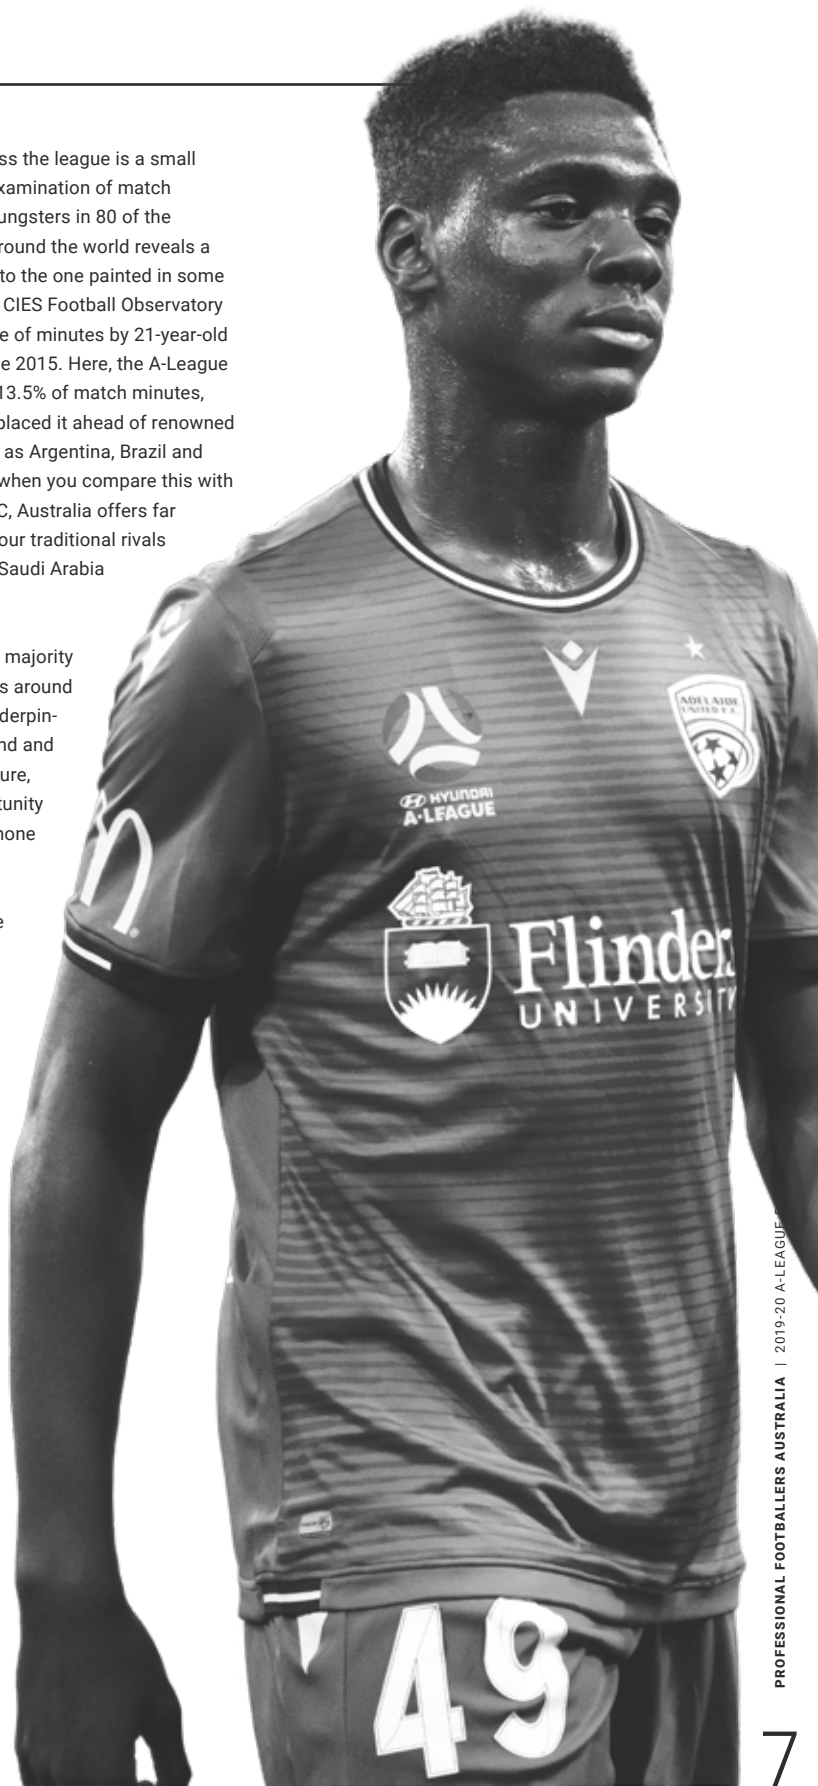 ss the league is a small
xamination of match
ungsters in 80 of the
round the world reveals a
to the one painted in some
CIES Football Observatory
e of minutes by 21-year-old
e 2015. Here, the A-League
13.5% of match minutes,
placed it ahead of renowned
as Argentina, Brazil and
when you compare this with
C, Australia offers far
our traditional rivals
Saudi Arabia
majority
s around
derpin-
nd and
ure,
tunity
hone
e
ADELAIDE
UNITED F.C.
HYUNDAI
A-LEAGUE
Flinders
UNIVERSITY
49
PROFESSIONAL FOOTBALLERS AUSTRALIA | 2019-20 A-LEAGUE
7